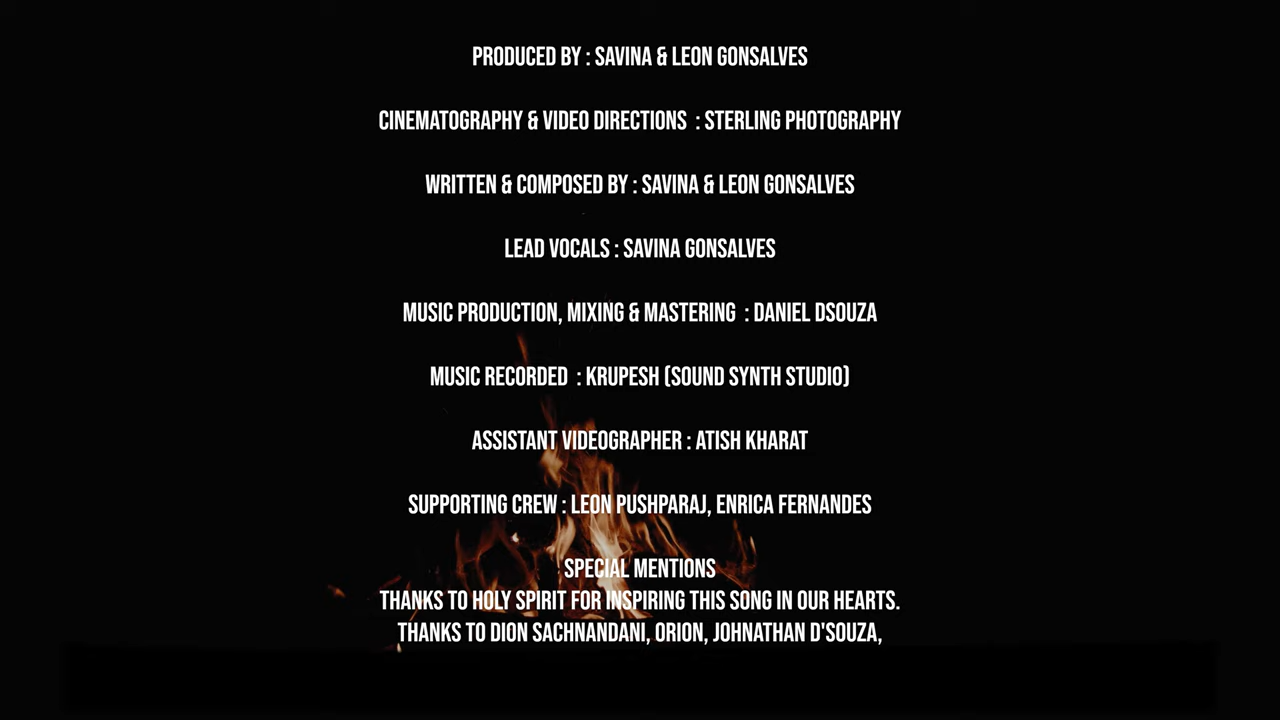 PRODUCED BY : SAVINA & LEON GONSALVES
CINEMATOGRAPHY & VIDEO DIRECTIONS : STERLING PHOTOGRAPHY
WRITTEN & COMPOSED BY : SAVINA & LEON GONSALVES
LEAD VOCALS : SAVINA GONSALVES
MUSIC PRODUCTION, MIXING & MASTERING : DANIEL DSOUZA
MUSIC RECORDED : KRUPESH (SOUND SYNTH STUDIO)
ASSISTANT VIDEOGRAPHER : ATISH KHARAT
SUPPORTING CREW : LEON PUSHPARAJ, ENRICA FERNANDES
SPECIAL MENTIONS
THANKS TO HOLY SPIRIT FOR INSPIRING THIS SONG IN OUR HEARTS.
THANKS TO DION SACHNANDANI, ORION, JOHNATHAN D'SOUZA,